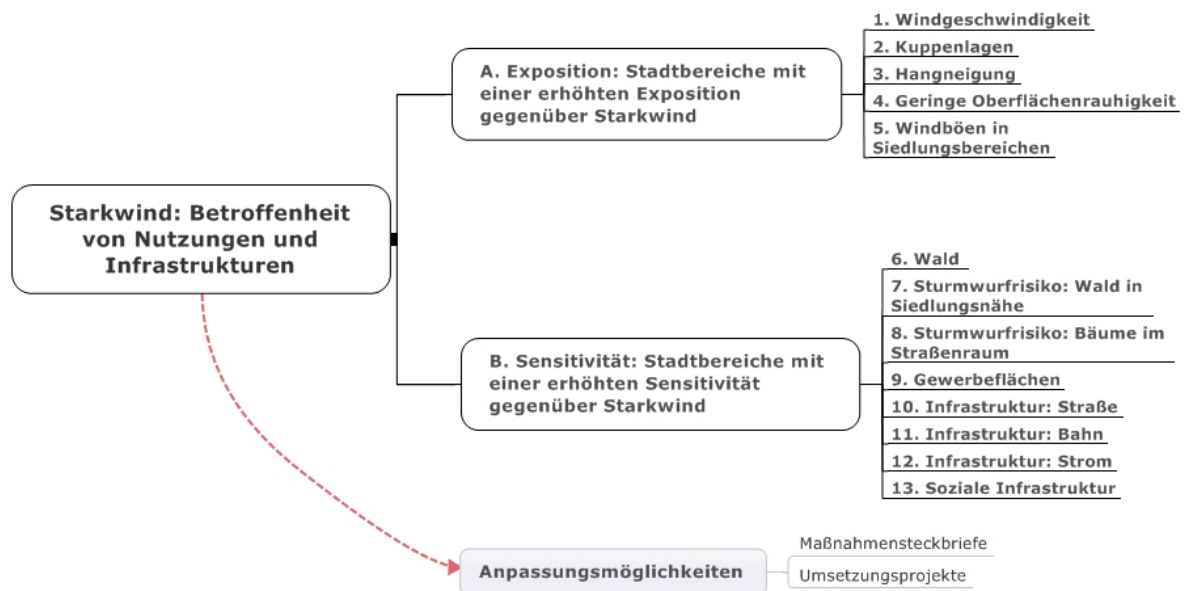 Starkwind: Betroffenheit
von Nutzungen und
Infrastrukturen
A. Exposition: Stadtbereiche mit
einer erhöhten Exposition
gegenüber Starkwind
1. Windgeschwindigkeit
2. Kuppenlagen
3. Hangneigung
4. Geringe Oberflächenrauhigkeit
5. Windböen in
Siedlungsbereichen
B. Sensitivität: Stadtbereiche mit
einer erhöhten Sensitivität
gegenüber Starkwind
6. Wald
7. Sturmwurfrisiko: Wald in
Siedlungsnähe
8. Sturmwurfrisiko: Bäume im
Straßenraum
9. Gewerbeflächen
10. Infrastruktur: Straße
11. Infrastruktur: Bahn
12. Infrastruktur: Strom
13. Soziale Infrastruktur
Anpassungsmöglichkeiten
Maßnahmensteckbriefe
Umsetzungsprojekte